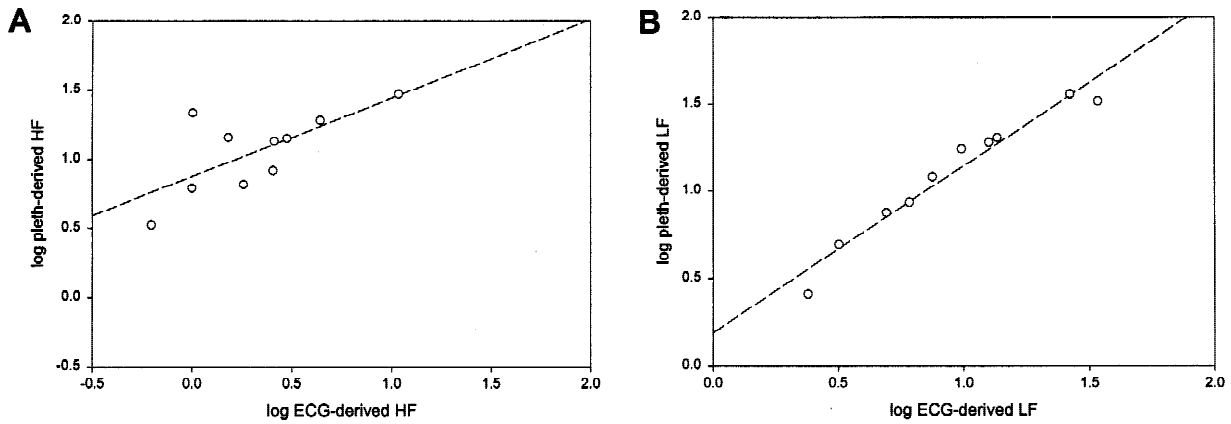 A
2.0
1.5
1.0
0.5
0.0
-0.5
log pleth-derived HF
-0.5 0.0 0.5 1.0 1.5 2.0
log ECG-derived HF
B
2.0
1.5
1.0
0.5
0.0
log pleth-derived LF
0.0 0.5 1.0 1.5 2.0
log ECG-derived LF